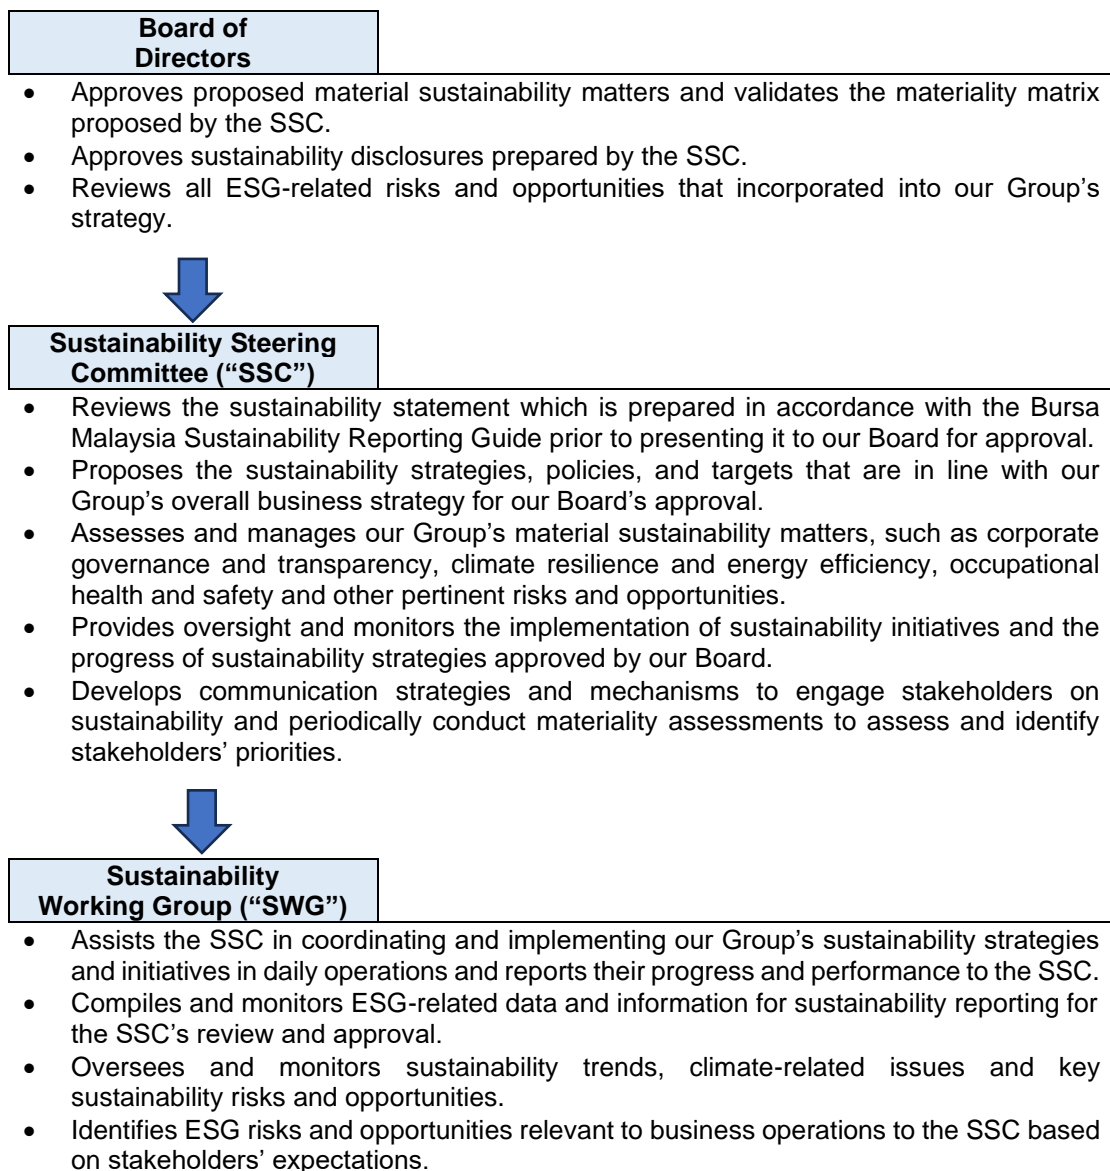 Board of
Directors
• Approves proposed material sustainability matters and validates the materiality matrix
proposed by the SSC.
• Approves sustainability disclosures prepared by the SSC.
• Reviews all ESG-related risks and opportunities that incorporated into our Group’s
strategy.
Sustainability Steering
Committee (“SSC”)
• Reviews the sustainability statement which is prepared in accordance with the Bursa
Malaysia Sustainability Reporting Guide prior to presenting it to our Board for approval.
• Proposes the sustainability strategies, policies, and targets that are in line with our
Group’s overall business strategy for our Board’s approval.
• Assesses and manages our Group’s material sustainability matters, such as corporate
governance and transparency, climate resilience and energy efficiency, occupational
health and safety and other pertinent risks and opportunities.
• Provides oversight and monitors the implementation of sustainability initiatives and the
progress of sustainability strategies approved by our Board.
• Develops communication strategies and mechanisms to engage stakeholders on
sustainability and periodically conduct materiality assessments to assess and identify
stakeholders’ priorities.
Sustainability
Working Group (“SWG”)
• Assists the SSC in coordinating and implementing our Group’s sustainability strategies
and initiatives in daily operations and reports their progress and performance to the SSC.
• Compiles and monitors ESG-related data and information for sustainability reporting for
the SSC’s review and approval.
• Oversees and monitors sustainability trends, climate-related issues and key
sustainability risks and opportunities.
• Identifies ESG risks and opportunities relevant to business operations to the SSC based
on stakeholders’ expectations.